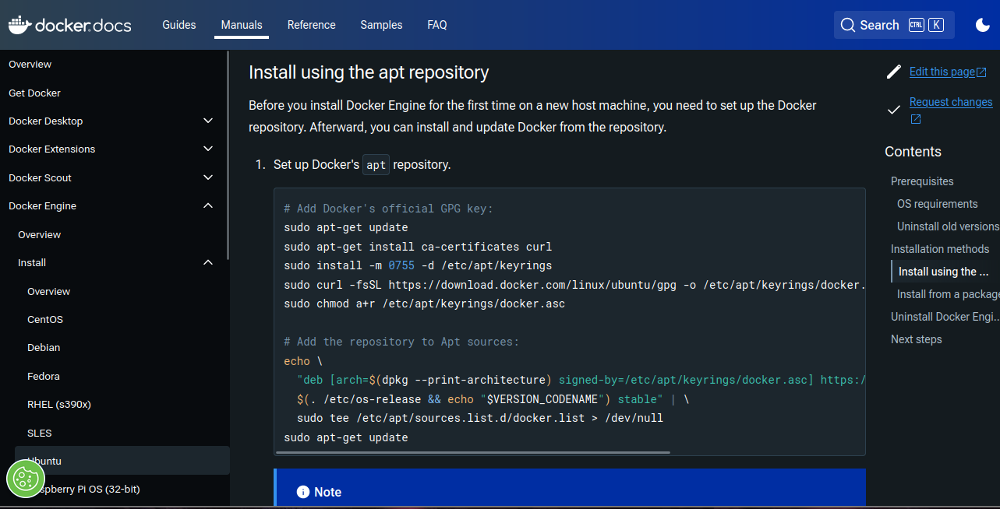 docker.docs
Guides
Manuals
Reference
Samples
FAQ
Search CTRL K
Overview
Get Docker
Docker Desktop
Docker Extensions
Docker Scout
Docker Engine
Overview
Install
Overview
CentOS
Debian
Fedora
RHEL (s390x)
SLES
Ubuntu
spberry Pi OS (32-bit)
Install using the apt repository
Before you install Docker Engine for the first time on a new host machine, you need to set up the Docker
repository. Afterward, you can install and update Docker from the repository.
1. Set up Docker's apt repository.
# Add Docker's official GPG key:
sudo apt-get update
sudo apt-get install ca-certificates curl
sudo install -m 0755 -d /etc/apt/keyrings
sudo curl -fsSL https://download.docker.com/linux/ubuntu/gpg -o /etc/apt/keyrings/docker.
sudo chmod a+r /etc/apt/keyrings/docker.asc
# Add the repository to Apt sources:
echo \
"deb [arch=$(dpkg --print-architecture) signed-by=/etc/apt/keyrings/docker.asc] https:/
$(. /etc/os-release && echo "$VERSION_CODENAME") stable" | \
sudo tee /etc/apt/sources.list.d/docker.list > /dev/null
sudo apt-get update
Note
Edit this page
Request changes
Contents
Prerequisites
OS requirements
Uninstall old versions
Installation methods
Install using the ...
Install from a package
Uninstall Docker Engi...
Next steps